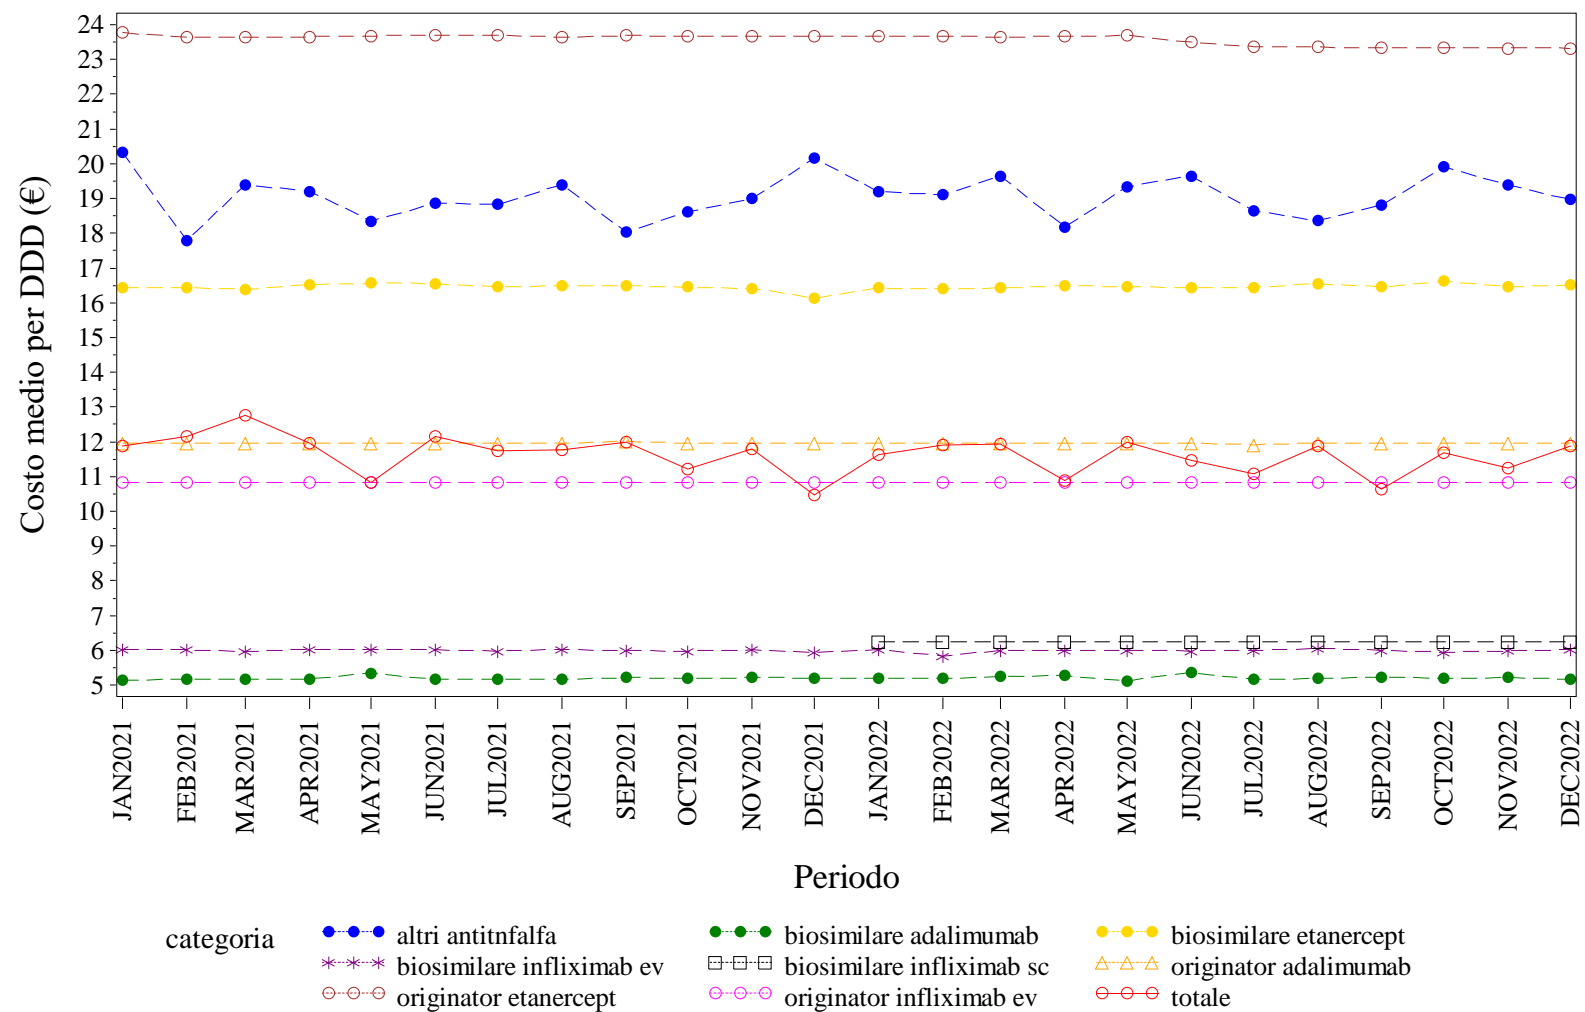 24
23
22
21
20
19
18
17
16
15
14
13
12
11
10
9
8
7
6
5
Costo medio per DDD (€)
JAN2021
FEB2021
MAR2021
APR2021
MAY2021
JUN2021
JUL2021
AUG2021
SEP2021
OCT2021
NOV2021
DEC2021
JAN2022
FEB2022
MAR2022
APR2022
MAY2022
JUN2022
JUL2022
AUG2022
SEP2022
OCT2022
NOV2022
DEC2022
Periodo
categoria altri antitnfalfa biosimilare adalimumab biosimilare etanercept
biosimilare infliximab ev biosimilare infliximab sc originator adalimumab
originator etanercept originator infliximab ev totale